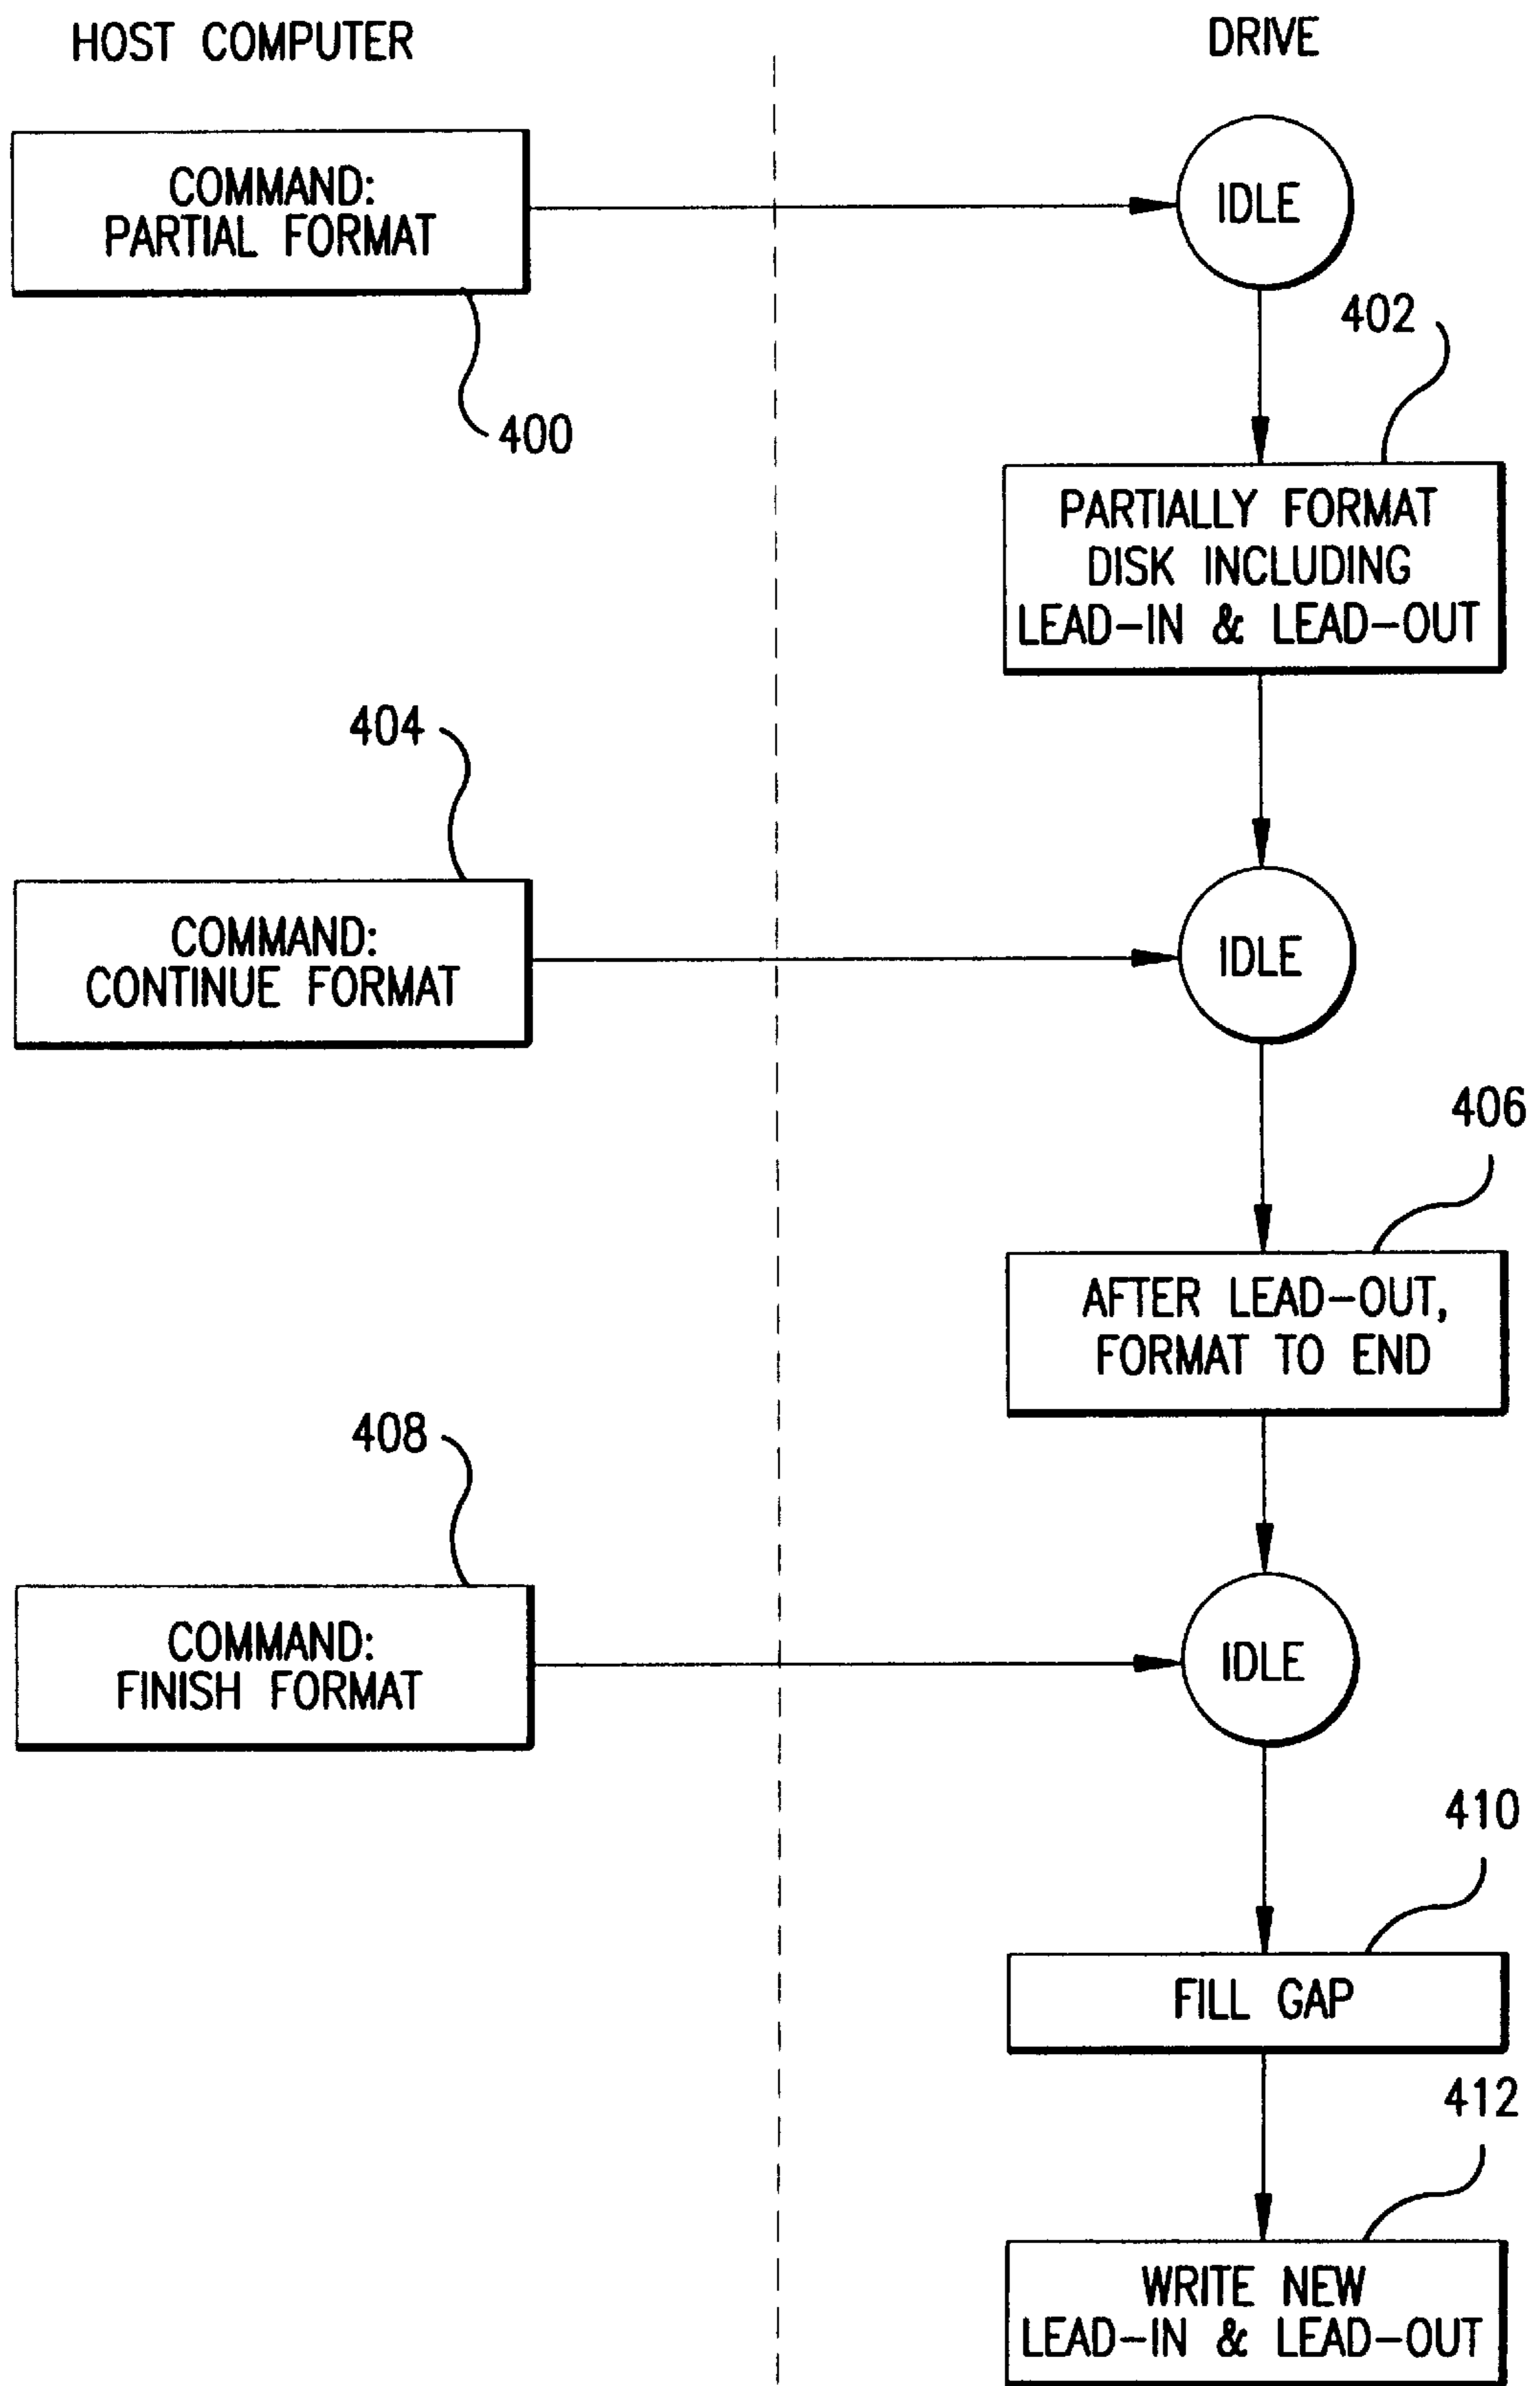 HOST COMPUTER
DRIVE
COMMAND:
PARTIAL FORMAT
IDLE
400
402
PARTIALLY FORMAT
DISK INCLUDING
LEAD-IN & LEAD-OUT
404
COMMAND:
CONTINUE FORMAT
IDLE
406
AFTER LEAD-OUT,
FORMAT TO END
408
COMMAND:
FINISH FORMAT
IDLE
410
FILL GAP
412
WRITE NEW
LEAD-IN & LEAD-OUT